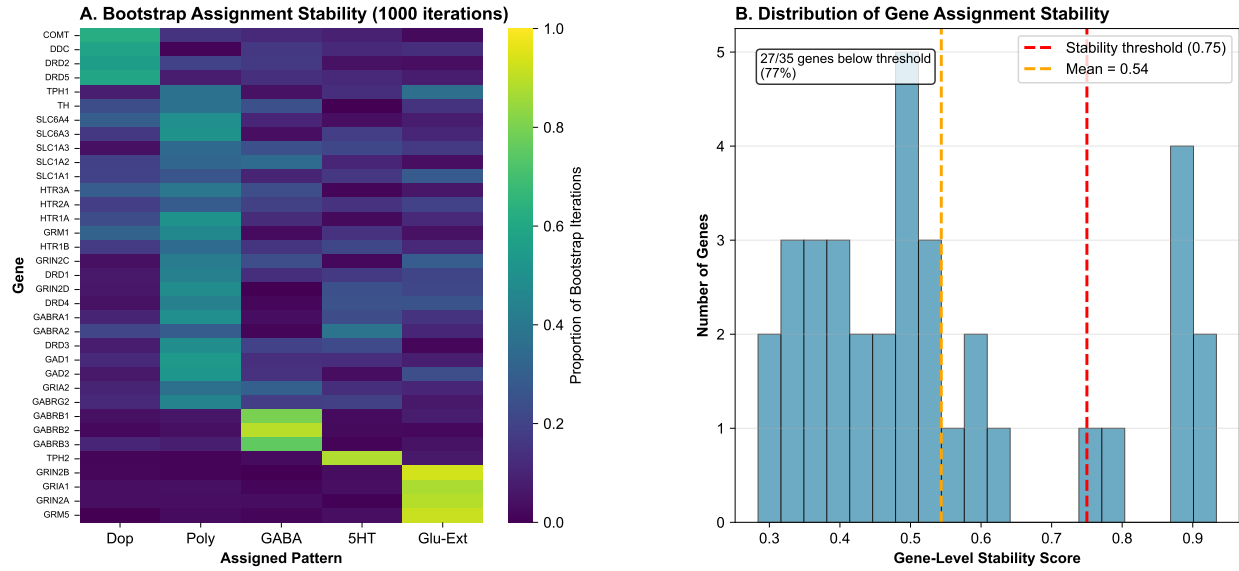 A. Bootstrap Assignment Stability (1000 iterations)
COMT
DDC
DRD2
DRD5
TPH1
TH
SLC6A4
SLC6A3
SLC1A3
SLC1A2
SLC1A1
HTR3A
HTR2A
HTR1A
GRM1
HTR1B
GRIN2C
DRD1
GRIN2D
DRD4
GABRA1
GABRA2
DRD3
GAD1
GAD2
GRIA2
GABRG2
GABRB1
GABRB2
GABRB3
TPH2
GRIN2B
GRIA1
GRIN2A
GRM5
Gene
Dop Poly GABA 5HT Glu-Ext
Assigned Pattern
1.0
0.8
0.6
0.4
0.2
0.0
Proportion of Bootstrap Iterations
B. Distribution of Gene Assignment Stability
27/35 genes below threshold
(77%)
Stability threshold (0.75)
Mean = 0.54
5
4
3
2
1
0
Number of Genes
0.3 0.4 0.5 0.6 0.7 0.8 0.9
Gene-Level Stability Score